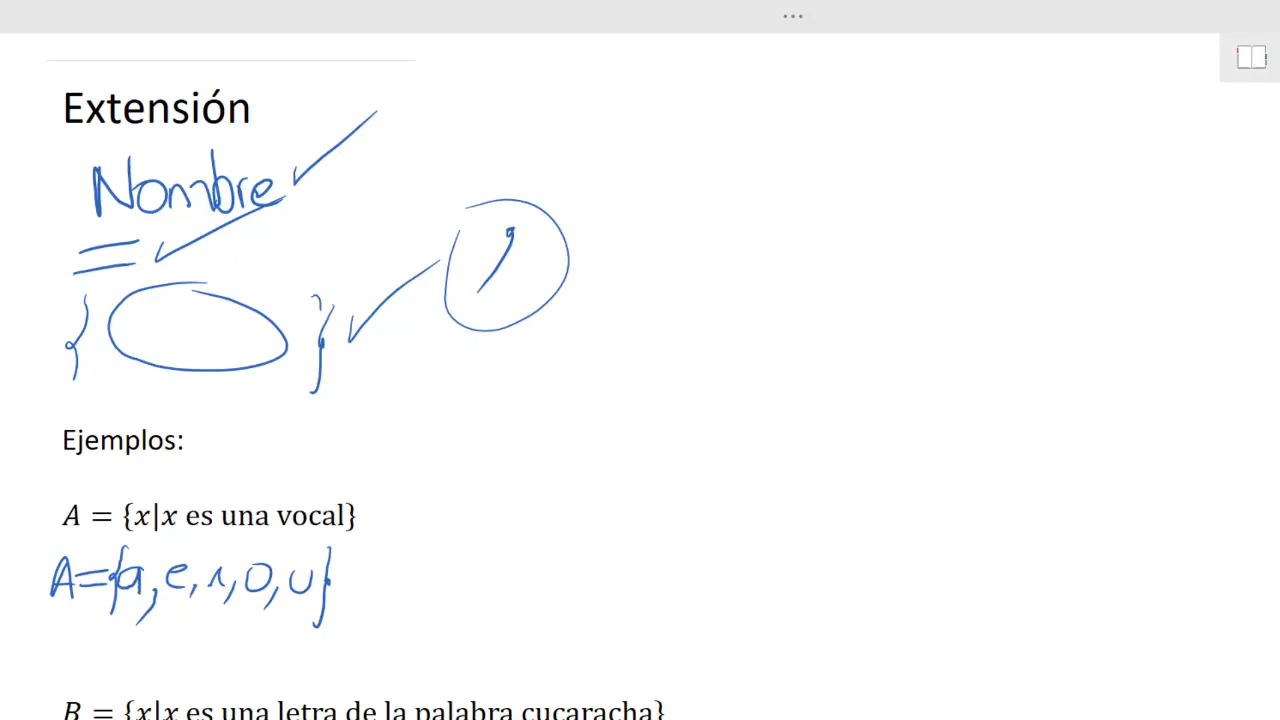 Extensión
Nombre
=
{ }
,
Ejemplos:
A = {x|x es una vocal}
A={a, e, i, o, u}
B = {x|x es una letra de la palabra cucaracha}